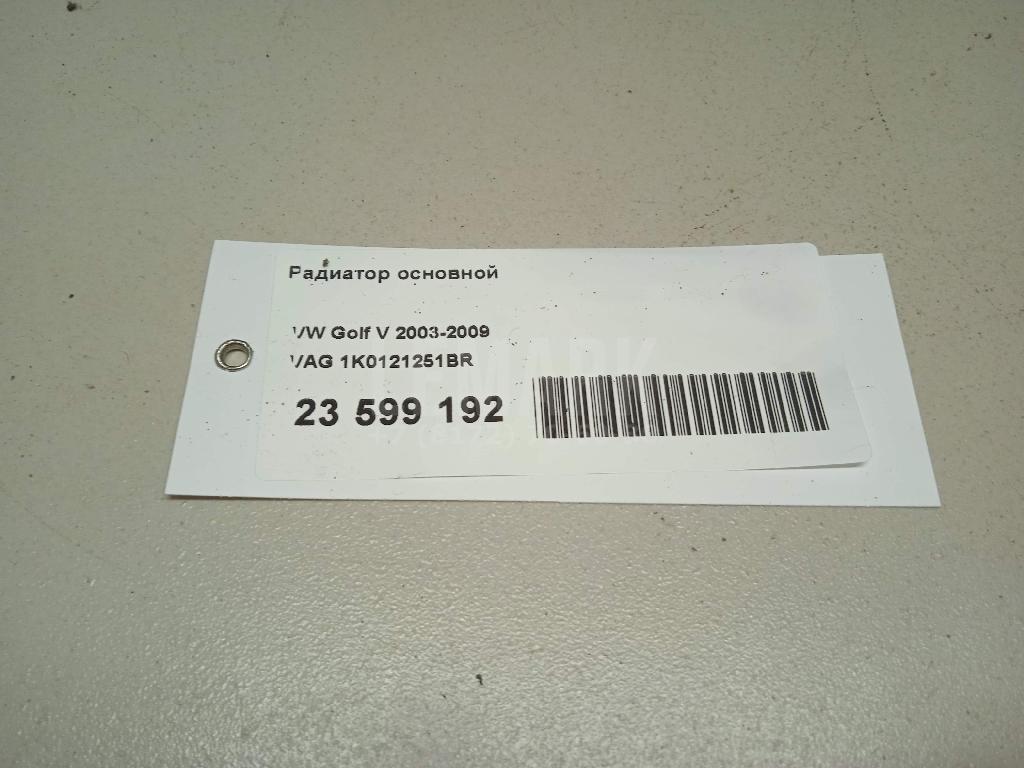 Радиатор основной
VW Golf V 2003-2009
VAG 1K0121251BR
23 599 192